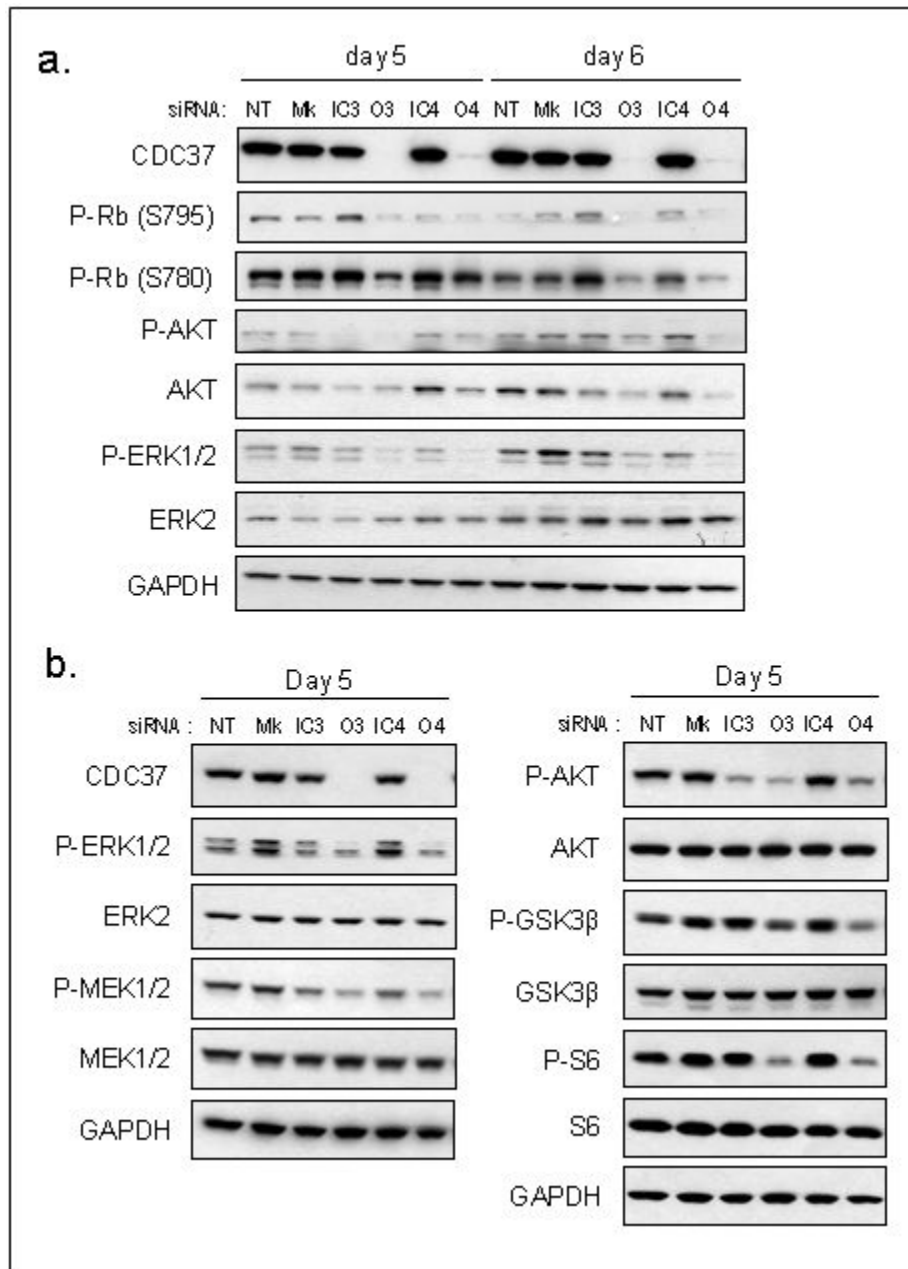 a.
day 5 day 6
siRNA: NT Mk IC3 O3 IC4 O4 NT Mk IC3 O3 IC4 O4
CDC37
P-Rb (S795)
P-Rb (S780)
P-AKT
AKT
P-ERK1/2
ERK2
GAPDH
b.
Day 5
siRNA : NT Mk IC3 O3 IC4 O4
CDC37
P-ERK1/2
ERK2
P-MEK1/2
MEK1/2
GAPDH
Day 5
siRNA : NT Mk IC3 O3 IC4 O4
P-AKT
AKT
P-GSK3β
GSK3β
P-S6
S6
GAPDH